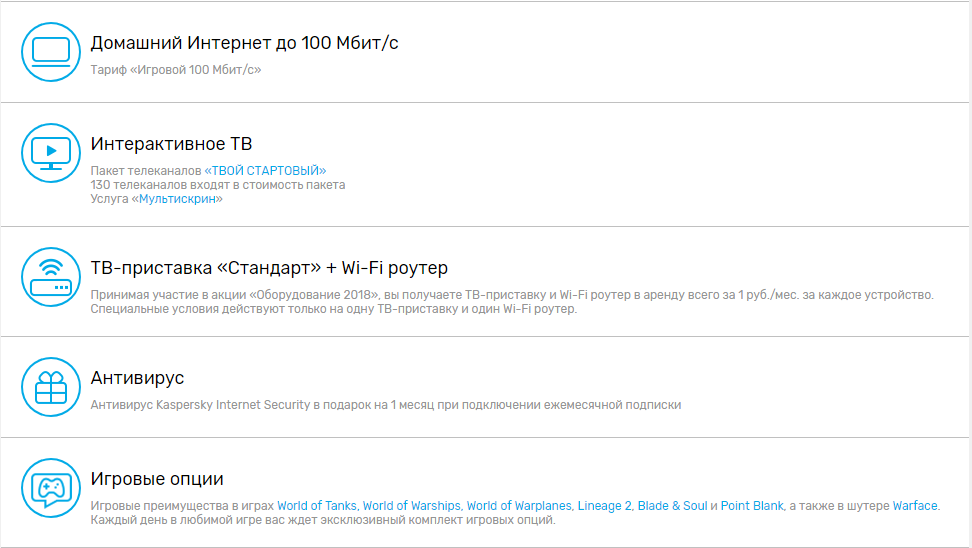 Домашний Интернет до 100 Мбит/с
Тариф «Игровой 100 Мбит/с»
Интерактивное ТВ
Пакет телеканалов «ТВОЙ СТАРТОВЫЙ»
130 телеканалов входят в стоимость пакета
Услуга «Мультискрин»
ТВ-приставка «Стандарт» + Wi-Fi роутер
Принимая участие в акции «Оборудование 2018», вы получаете ТВ-приставку и Wi-Fi роутер в аренду всего за 1 руб./мес. за каждое устройство.
Специальные условия действуют только на одну ТВ-приставку и один Wi-Fi роутер.
Антивирус
Антивирус Kaspersky Internet Security в подарок на 1 месяц при подключении ежемесячной подписки
Игровые опции
Игровые преимущества в играх World of Tanks, World of Warships, World of Warplanes, Lineage 2, Blade & Soul и Point Blank, а также в шутере Warface.
Каждый день в любимой игре вас ждет эксклюзивный комплект игровых опций.